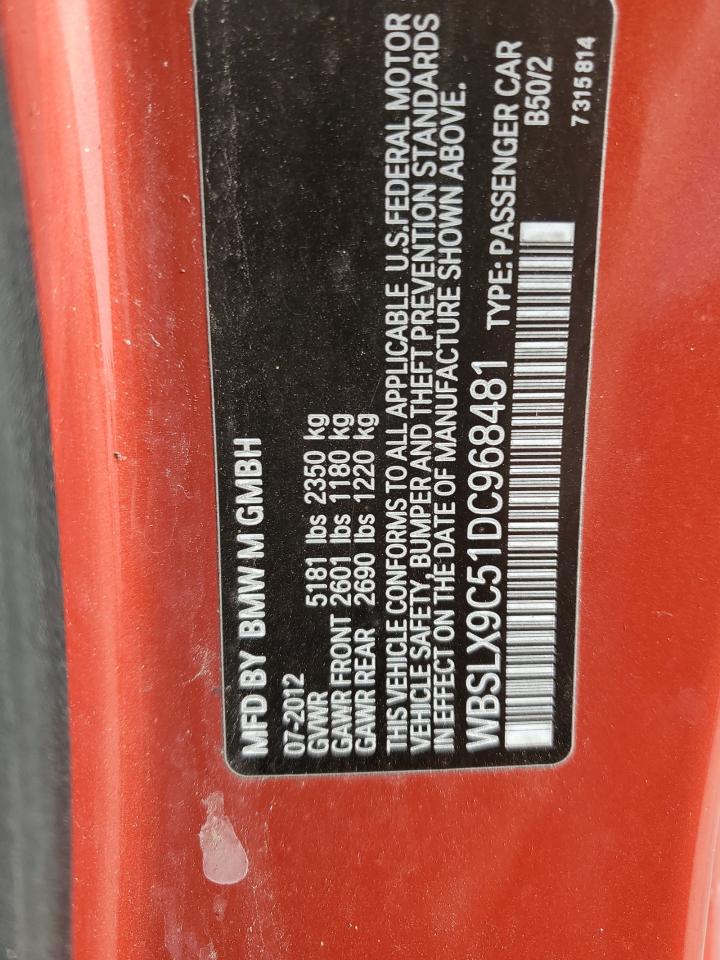 MFD BY BMW M GMBH
07-2012
GVWR 5181 lbs 2350 kg
GAWR FRONT 2601 lbs 1180 kg
GAWR REAR 2690 lbs 1220 kg
THIS VEHICLE CONFORMS TO ALL APPLICABLE U.S.FEDERAL MOTOR
VEHICLE SAFETY, BUMPER AND THEFT PREVENTION STANDARDS
IN EFFECT ON THE DATE OF MANUFACTURE SHOWN ABOVE.
WBSLX9C51DC968481 TYPE: PASSENGER CAR
B50/2
7 315 814